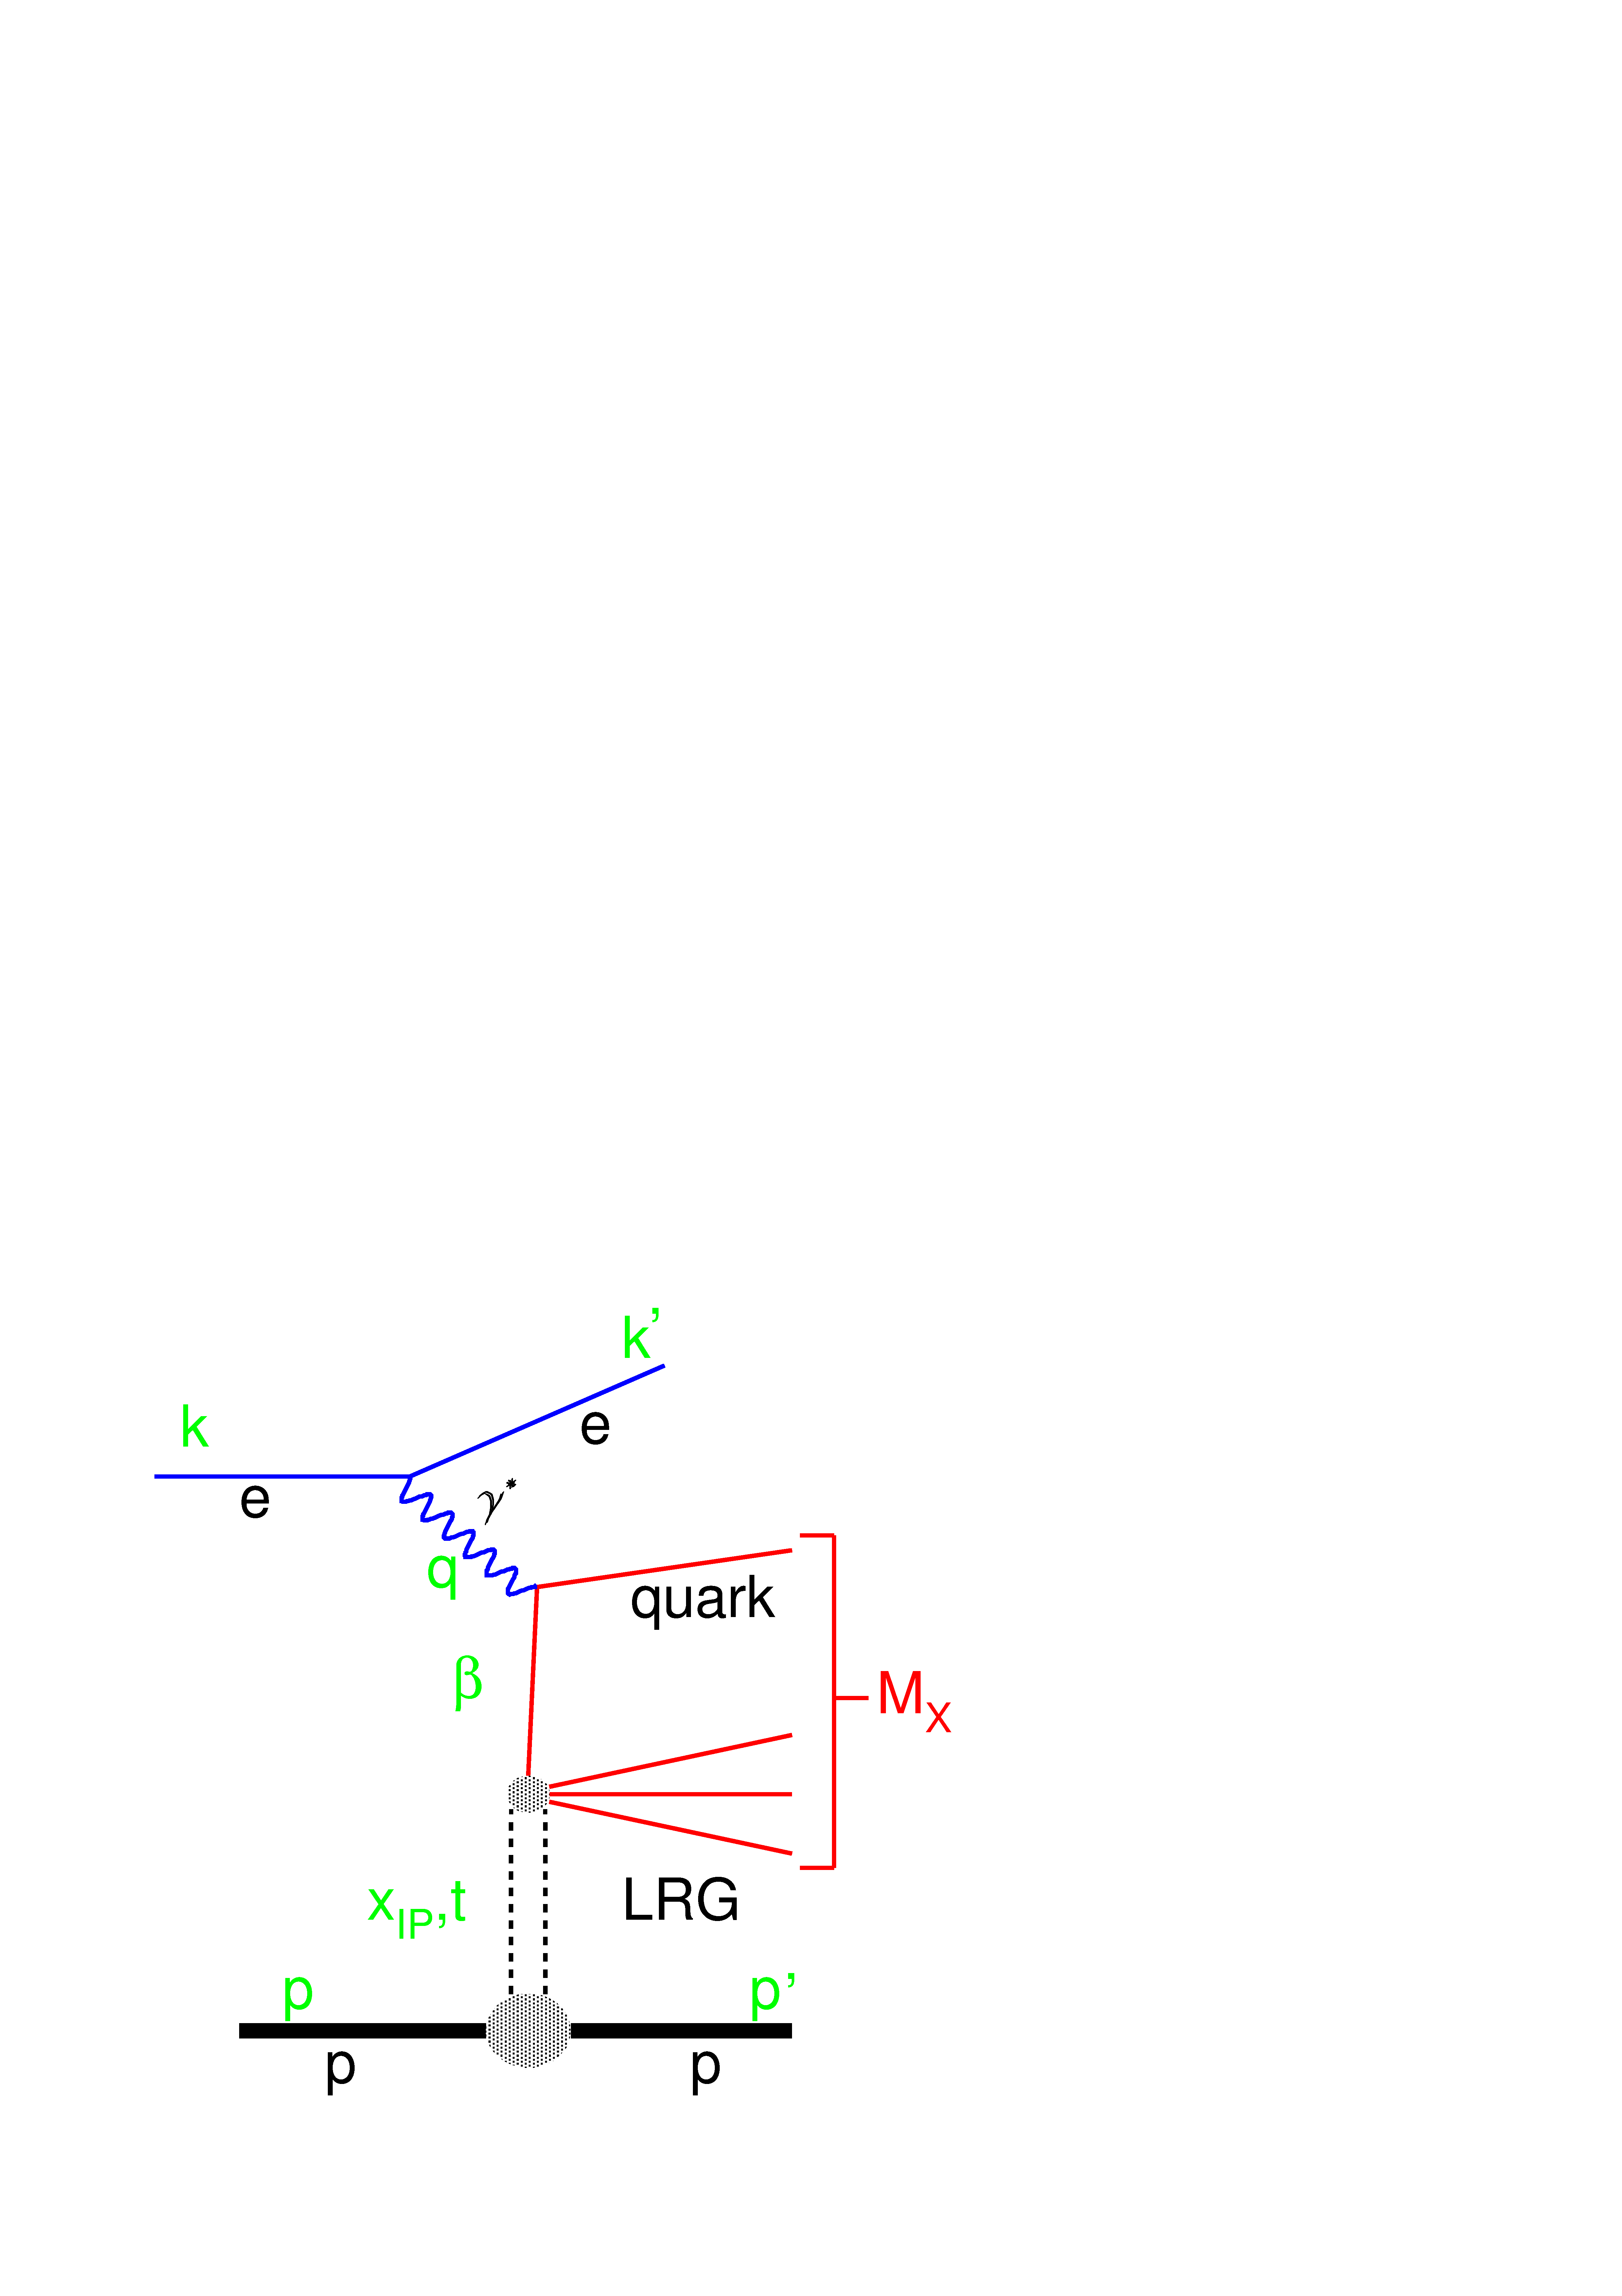 k’
k
e
e
γ*
q
quark
β
M_X
x_IP,t
LRG
p
p’
p
p